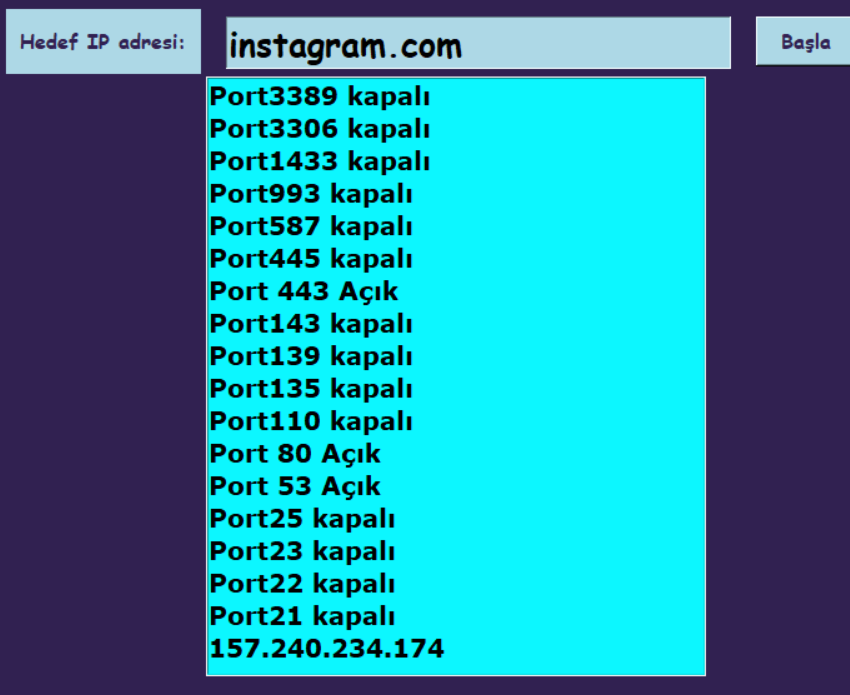 Hedef IP adresi:
instagram.com
Başla
Port3389 kapalı
Port3306 kapalı
Port1433 kapalı
Port993 kapalı
Port587 kapalı
Port445 kapalı
Port 443 Açık
Port143 kapalı
Port139 kapalı
Port135 kapalı
Port110 kapalı
Port 80 Açık
Port 53 Açık
Port25 kapalı
Port23 kapalı
Port22 kapalı
Port21 kapalı
157.240.234.174